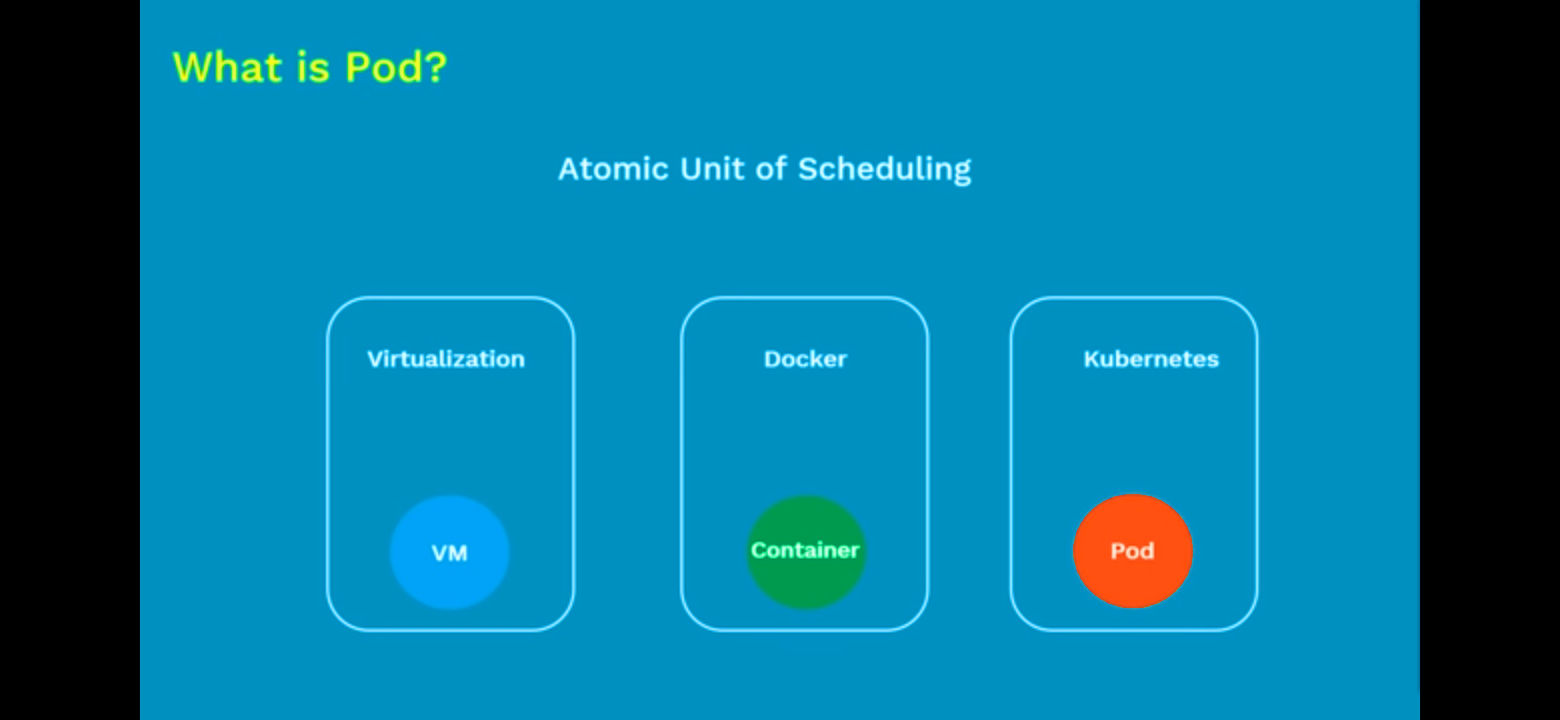 What is Pod?
Atomic Unit of Scheduling
Virtualization
Docker
Kubernetes
VM
Container
Pod